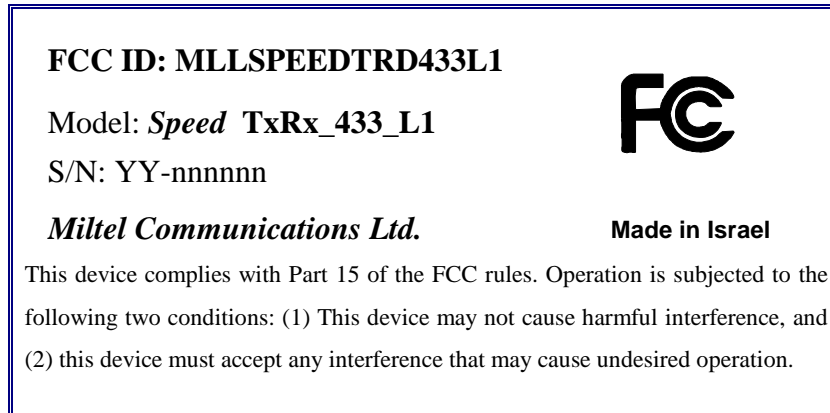 FCC ID: MLLSPEEDTRD433L1
FC
Model: Speed TxRx_433_L1
S/N: YY-nnnnnn
Miltel Communications Ltd.
Made in Israel
This device complies with Part 15 of the FCC rules. Operation is subjected to the
following two conditions: (1) This device may not cause harmful interference, and
(2) this device must accept any interference that may cause undesired operation.